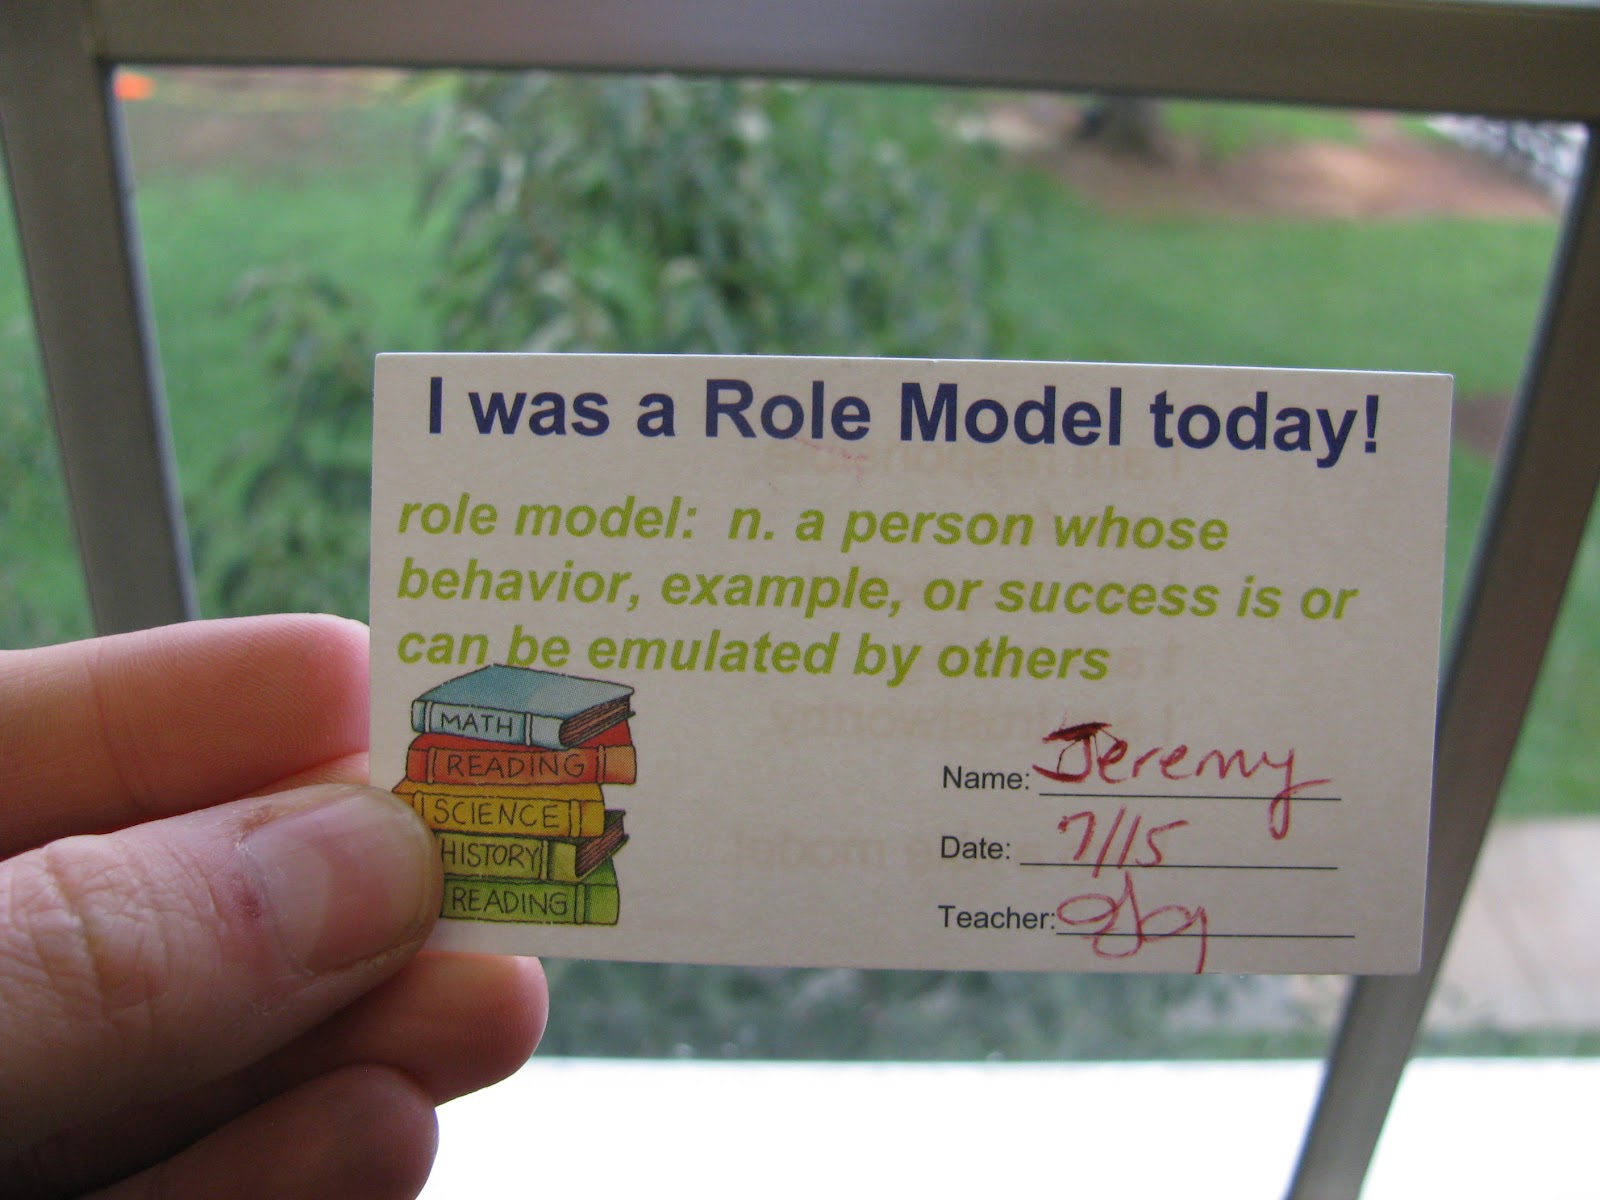 I was a Role Model today!
role model: n. a person whose
behavior, example, or success is or
can be emulated by others
MATH
READING
SCIENCE
HISTORY
READING
Name: Jeremy
Date: 7/15
Teacher: